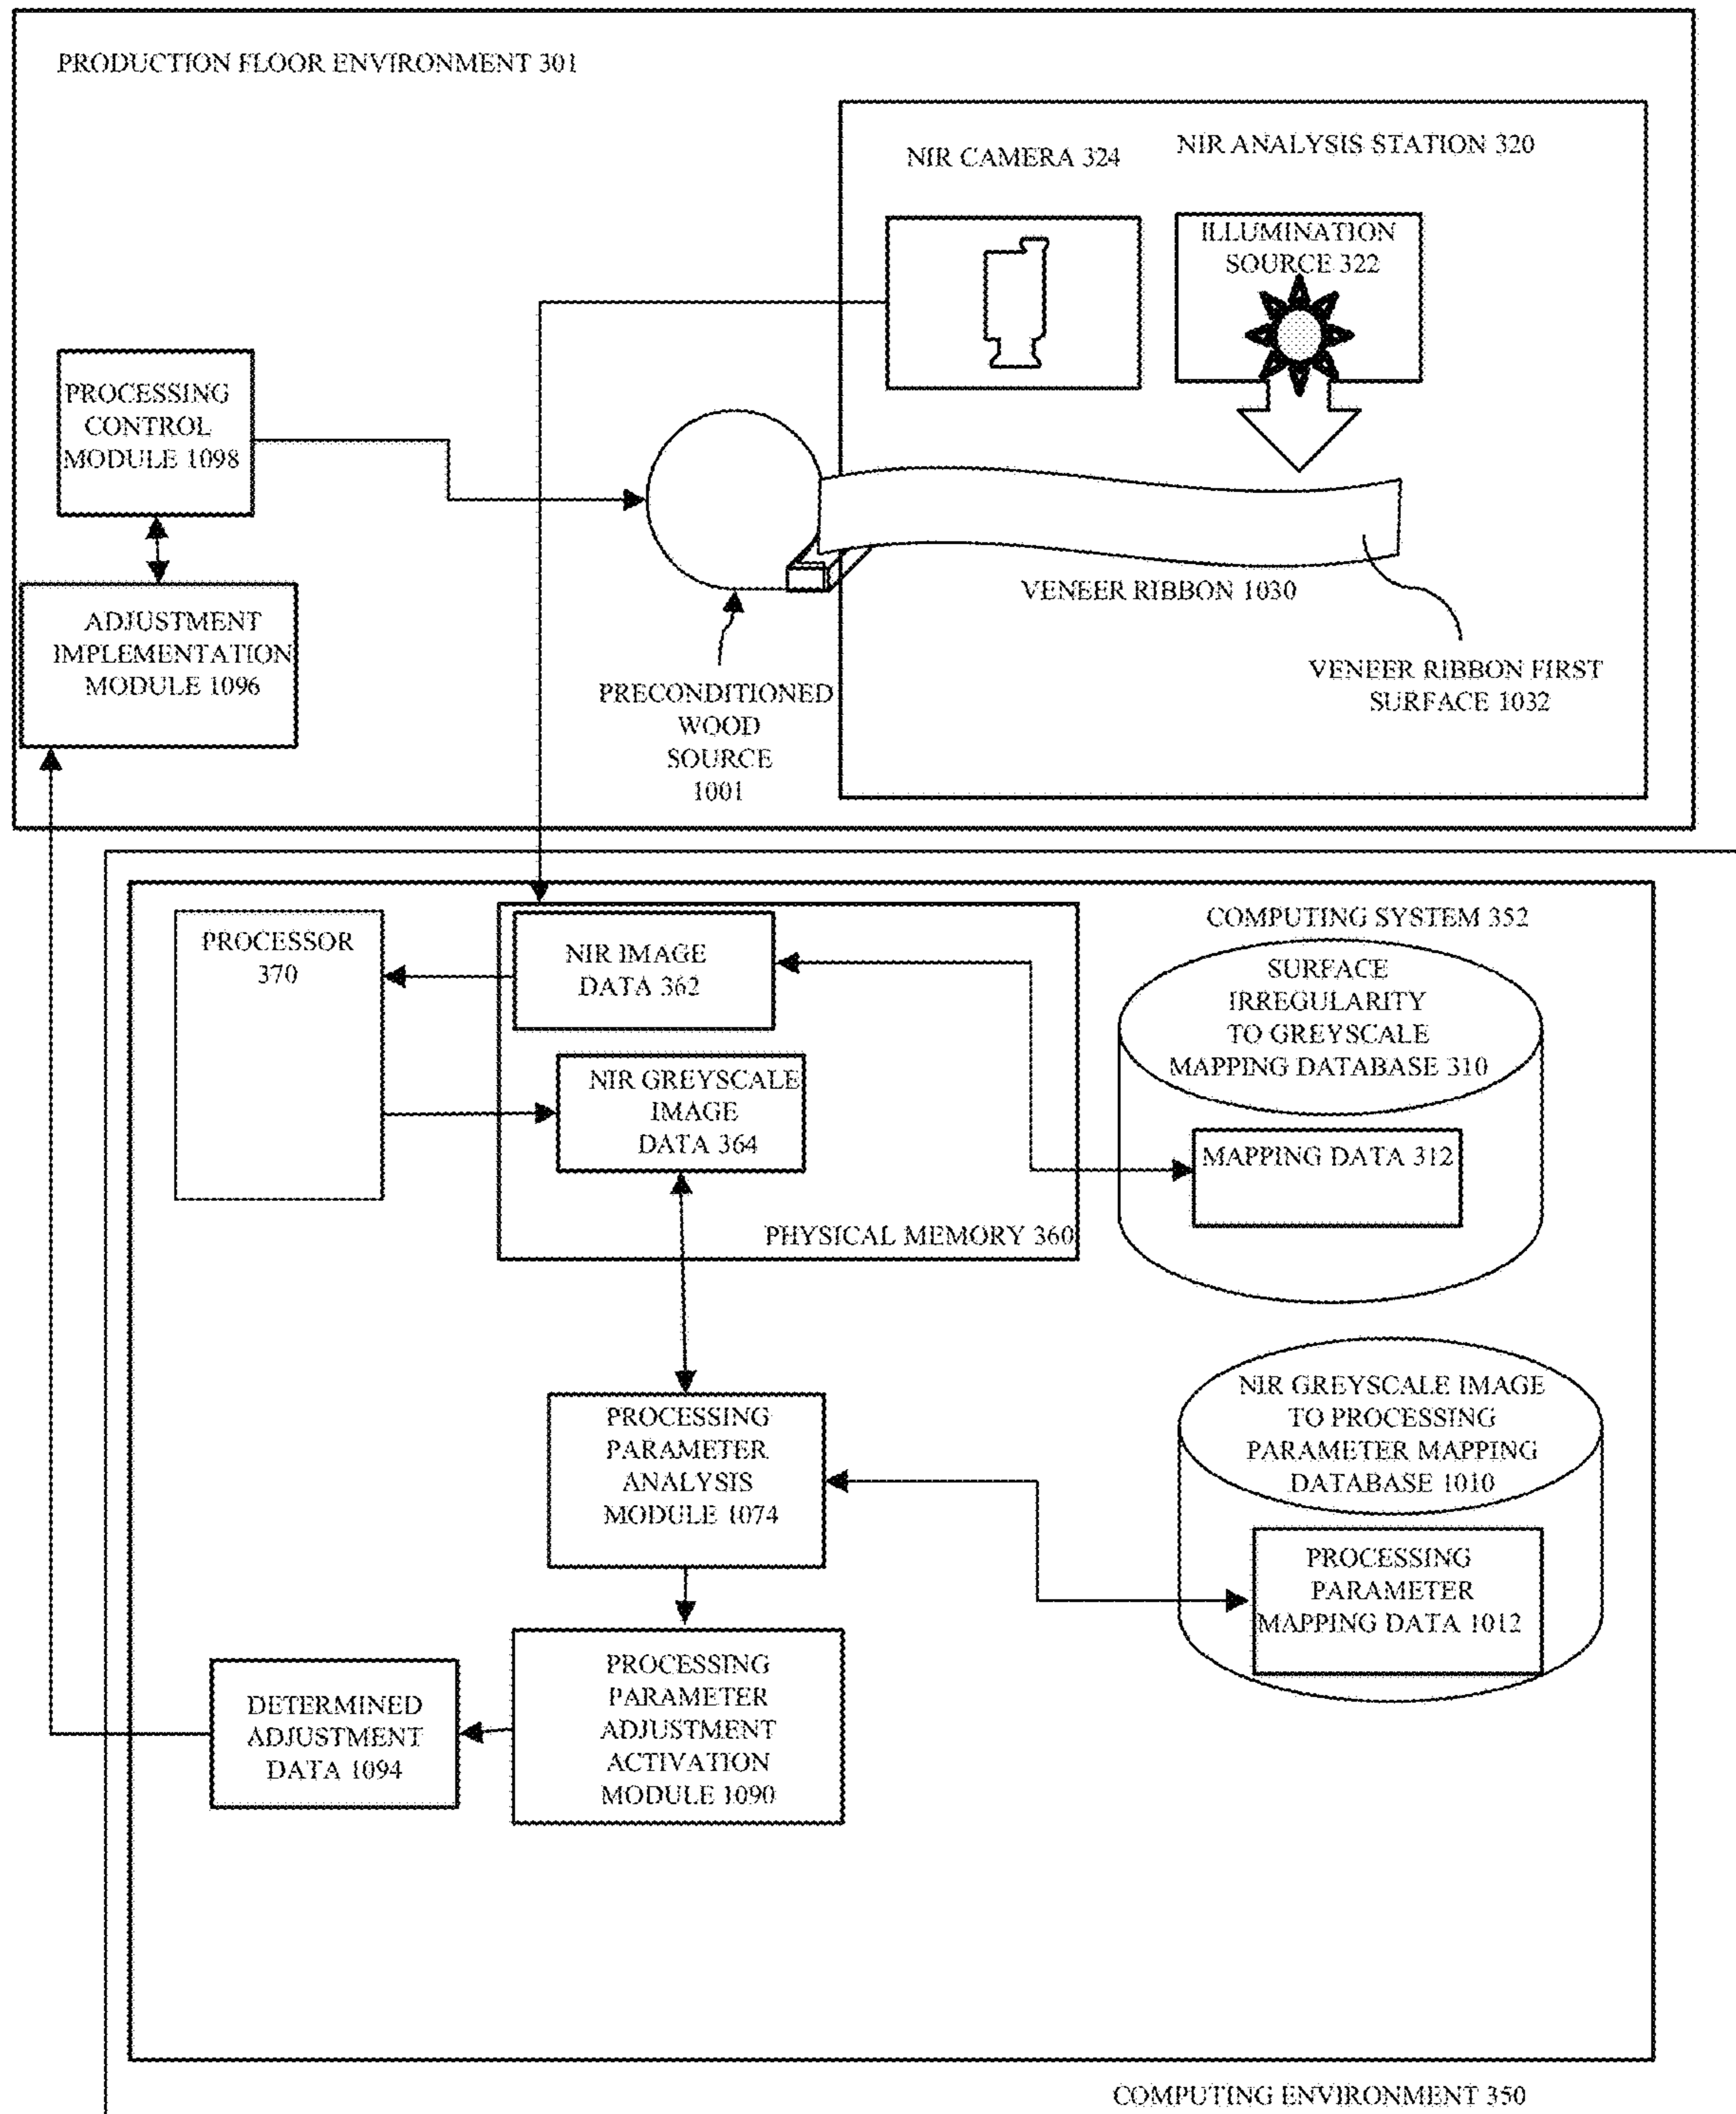 PRODUCTION FLOOR ENVIRONMENT 301
NIR CAMERA 324
NIR ANALYSIS STATION 320
ILLUMINATION
SOURCE 322
PROCESSING
CONTROL
MODULE 1098
ADJUSTMENT
IMPLEMENTATION
MODULE 1096
VENEER RIBBON 1030
VENEER RIBBON FIRST
SURFACE 1032
PRECONDITIONED
WOOD
SOURCE
1001
COMPUTING SYSTEM 352
PROCESSOR
370
NIR IMAGE
DATA 362
NIR GREYSCALE
IMAGE
DATA 364
PHYSICAL MEMORY 360
SURFACE
IRREGULARITY
TO GREYSCALE
MAPPING DATABASE 310
MAPPING DATA 312
PROCESSING
PARAMETER
ANALYSIS
MODULE 1074
NIR GREYSCALE IMAGE
TO PROCESSING
PARAMETER MAPPING
DATABASE 1010
PROCESSING
PARAMETER
MAPPING DATA 1012
PROCESSING
PARAMETER
ADJUSTMENT
ACTIVATION
MODULE 1090
DETERMINED
ADJUSTMENT
DATA 1094
COMPUTING ENVIRONMENT 350